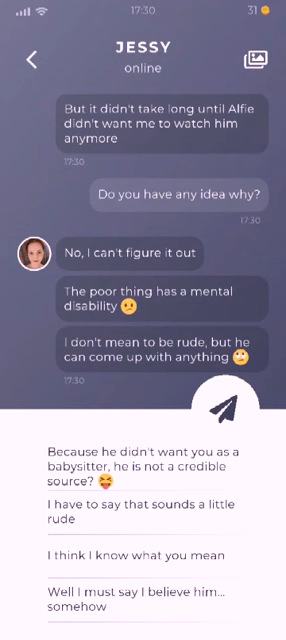 17:30
31
JESSY
online
But it didn't take long until Alfie
didn't want me to watch him
anymore
17:30
Do you have any idea why?
17:30
No, I can't figure it out
The poor thing has a mental
disability 😕
I don't mean to be rude, but he
can come up with anything 🙄
17:30
Because he didn't want you as a
babysitter, he is not a credible
source? 😝
I have to say that sounds a little
rude
I think I know what you mean
Well I must say I believe him...
somehow